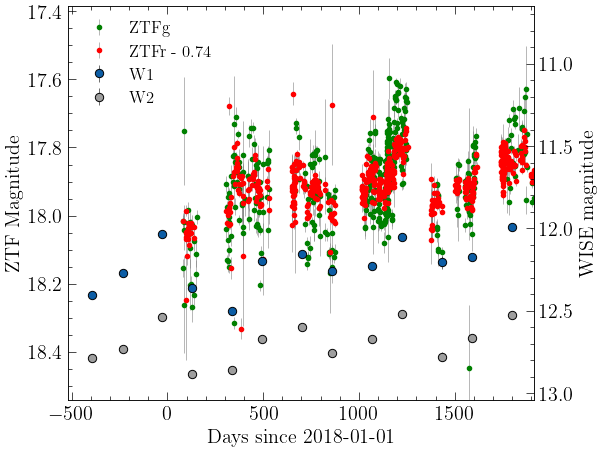 ZTFg
ZTFr - 0.74
W1
W2
17.4
17.6
17.8
18.0
18.2
18.4
ZTF Magnitude
11.0
11.5
12.0
12.5
13.0
WISE magnitude
−500 0 500 1000 1500
Days since 2018-01-01